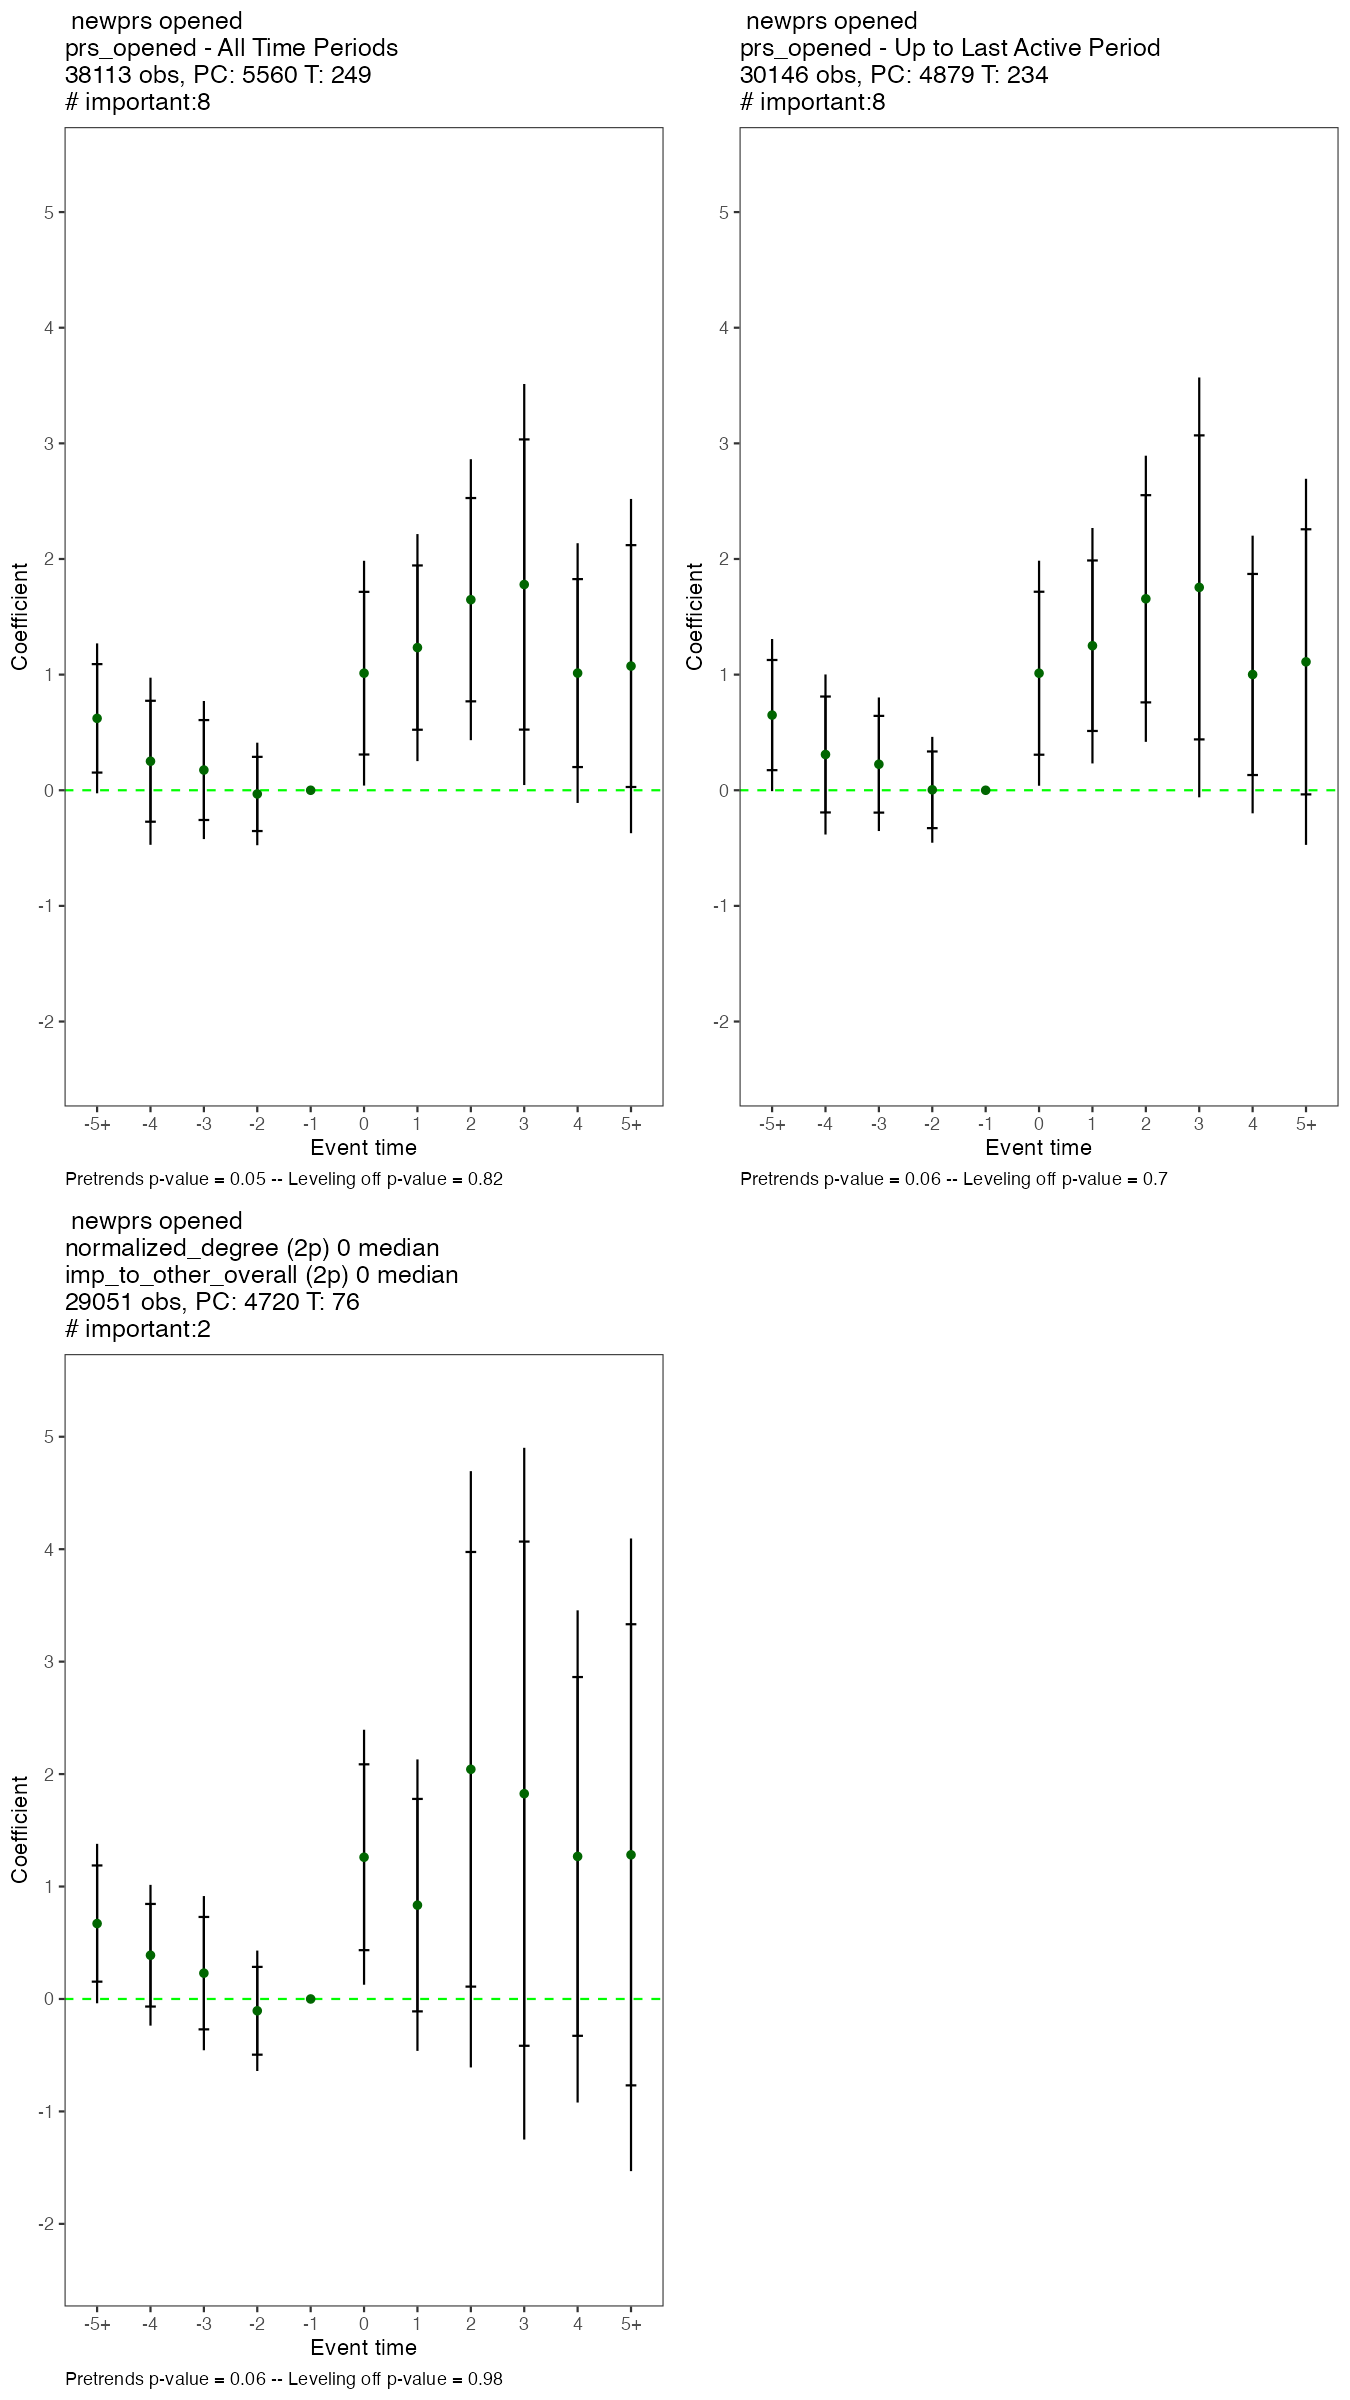 newprs opened
prs_opened - All Time Periods
38113 obs, PC: 5560 T: 249
# important:8
5
4
3
2
1
0
-1
-2
Coefficient
-5+ -4 -3 -2 -1 0 1 2 3 4 5+
Event time
Pretrends p-value = 0.05 -- Leveling off p-value = 0.82
newprs opened
prs_opened - Up to Last Active Period
30146 obs, PC: 4879 T: 234
# important:8
5
4
3
2
1
0
-1
-2
Coefficient
-5+ -4 -3 -2 -1 0 1 2 3 4 5+
Event time
Pretrends p-value = 0.06 -- Leveling off p-value = 0.7
newprs opened
normalized_degree (2p) 0 median
imp_to_other_overall (2p) 0 median
29051 obs, PC: 4720 T: 76
# important:2
5
4
3
2
1
0
-1
-2
Coefficient
-5+ -4 -3 -2 -1 0 1 2 3 4 5+
Event time
Pretrends p-value = 0.06 -- Leveling off p-value = 0.98